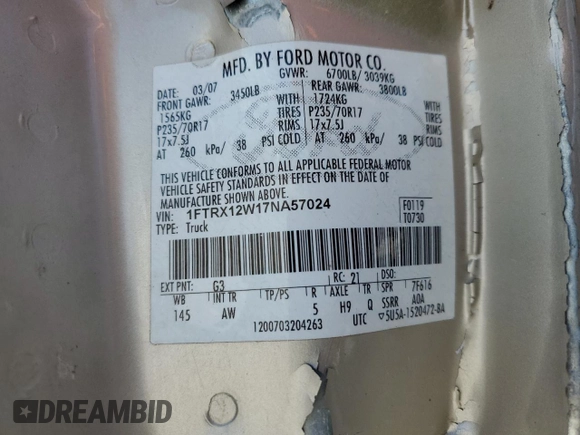 MFD. BY FORD MOTOR CO.
DATE: 03/07 GVWR: 6700LB/ 3039KG
FRONT GAWR: 3450LB REAR GAWR: 3800LB
1565KG WITH 1724KG WITH
P235/70R17 TIRES P235/70R17 TIRES
17x7.5J RIMS 17x7.5J RIMS
AT 260 kPa/ 38 PSI COLD AT 260 kPa/ 38 PSI COLD
THIS VEHICLE CONFORMS TO ALL APPLICABLE FEDERAL MOTOR
VEHICLE SAFETY STANDARDS IN EFFECT ON THE DATE OF
MANUFACTURE SHOWN ABOVE.
VIN: 1FTRX12W17NA57024 F0119
TYPE: Truck T0730
EXT PNT: G3 RC: 21 DSO:
WB INT TR TP/PS R AXLE TR SPR 7F616
145 AW 5 H9 Q SSRR A0A
1200703204263 UTC ▽5U5A-1520472-BA
DREAMBID